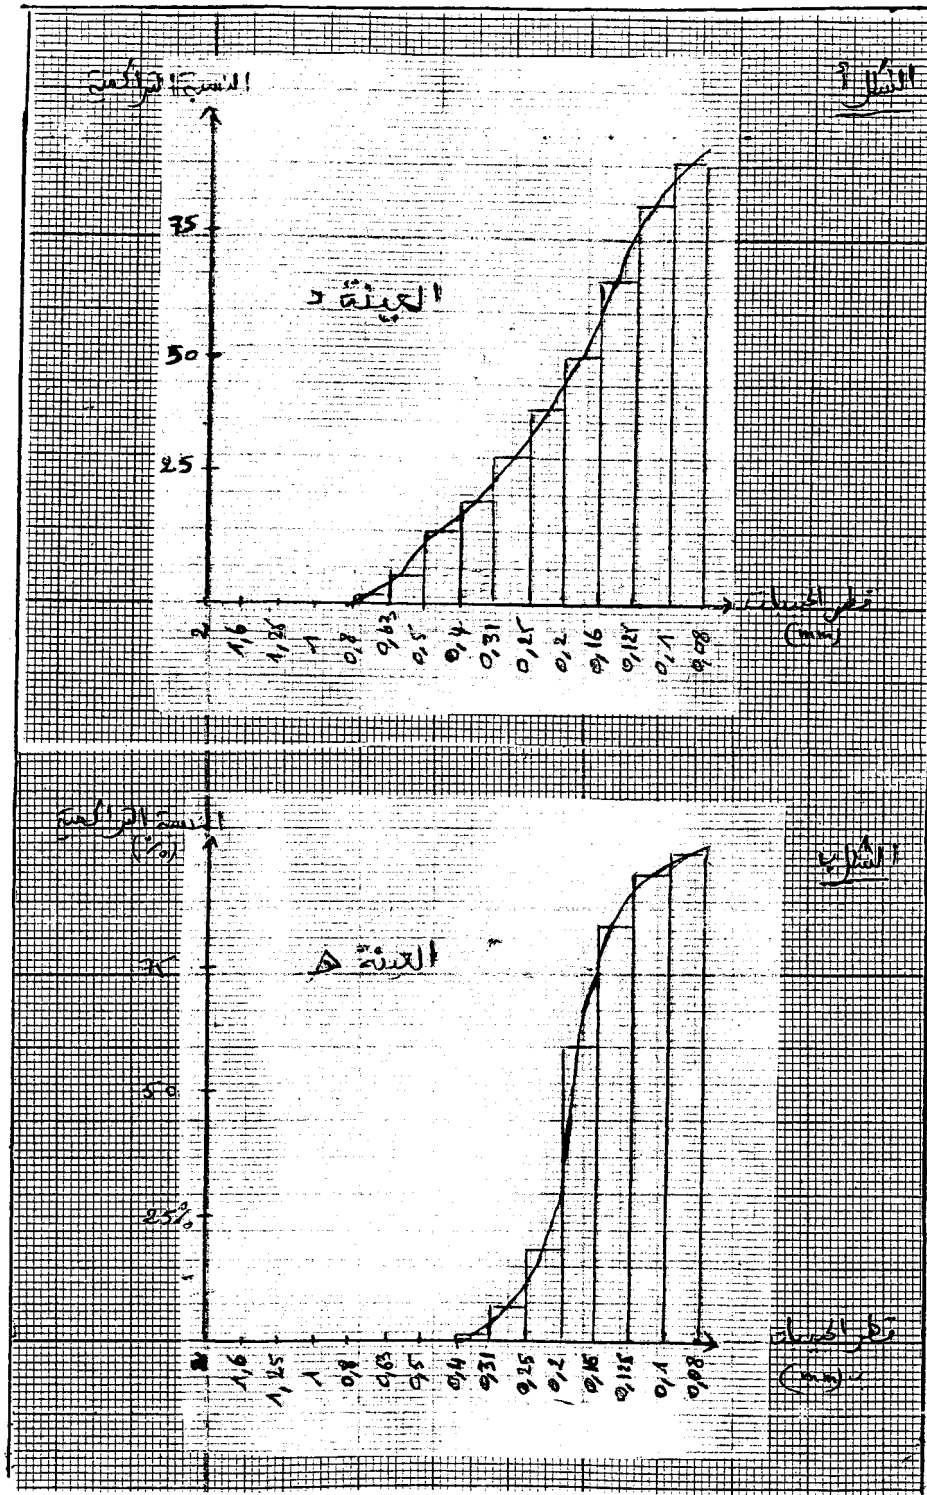 الشكل أ
النسبة التراكمية
75
العينة د
50
25
قطر الحبيبات
(mm)
2 1,6 1,25 1 0,8 0,63 0,5 0,4 0,31 0,25 0,2 0,16 0,125 0,1 0,08
النسبة التراكمية
(%)
الشكل ب
75
العينة ه
50
25%
قطر الحبيبات
(mm)
2 1,6 1,25 1 0,8 0,63 0,5 0,4 0,31 0,25 0,2 0,16 0,125 0,1 0,08